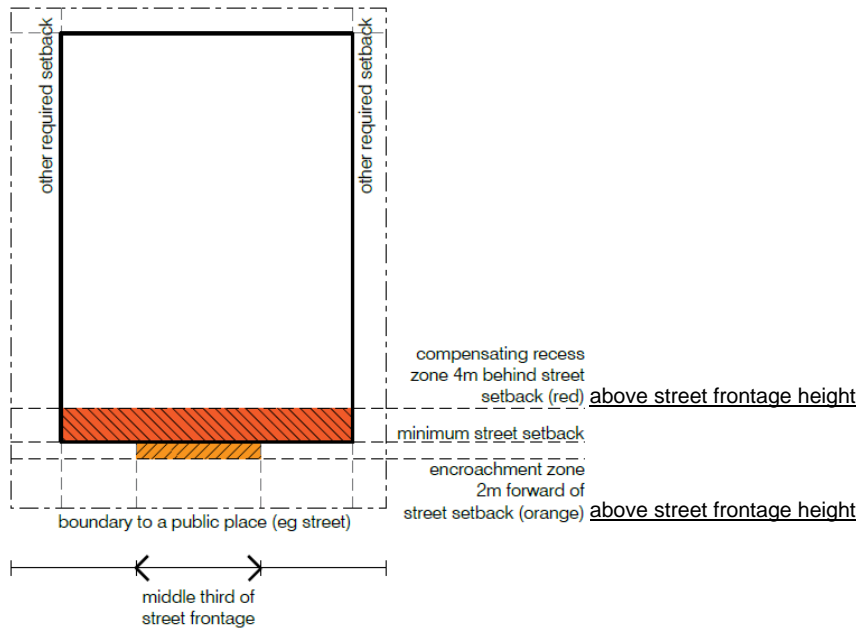 other required setback
other required setback
compensating recess
zone 4m behind street
setback (red) above street frontage height
minimum street setback
encroachment zone
2m forward of
street setback (orange) above street frontage height
boundary to a public place (eg street)
middle third of
street frontage